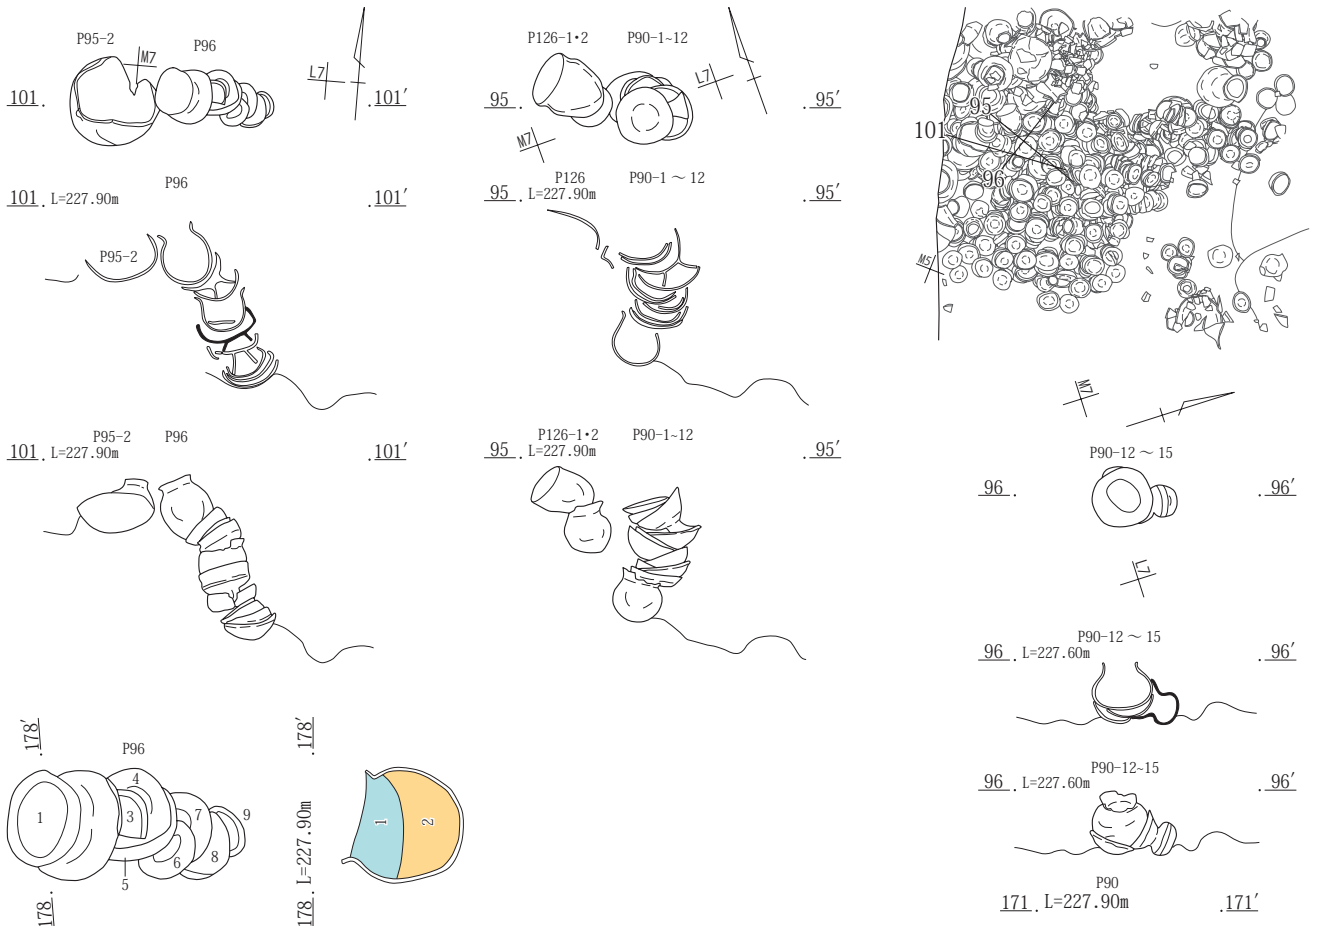 P95-2
P96
M7
L7
101. .101′
P126-1・2
P90-1~12
L7
95. .95′
M7
95
101
96
M5
P96
101. L=227.90m .101′
P95-2
P126
P90-1 ～ 12
95. L=227.90m .95′
P95-2
P96
101. L=227.90m .101′
P126-1・2
P90-1~12
95. L=227.90m .95′
M7
P90-12 ～ 15
96. .96′
L7
P90-12 ～ 15
96. L=227.60m .96′
P90-12~15
96. L=227.60m .96′
P90
171. L=227.90m .171′
.178′
P96
1
4
3
7
9
6
8
5
178.
.178′
178. L=227.90m
1
2